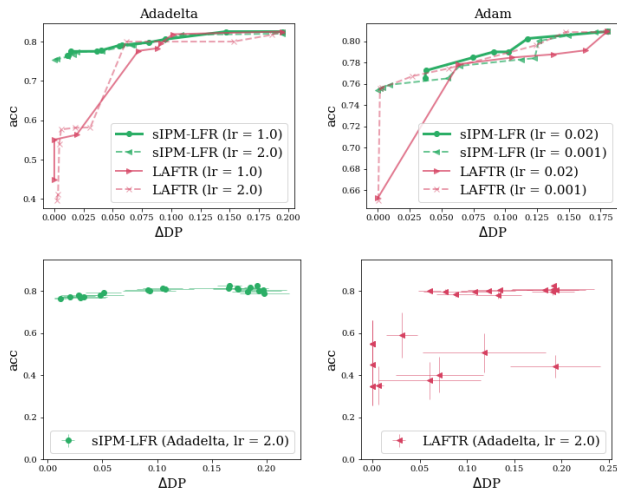 Adadelta
0.8
0.7
0.6
0.5
0.4
acc
sIPM-LFR (lr = 1.0)
sIPM-LFR (lr = 2.0)
LAFTR (lr = 1.0)
LAFTR (lr = 2.0)
0.000 0.025 0.050 0.075 0.100 0.125 0.150 0.175 0.200
ΔDP
Adam
0.80
0.78
0.76
0.74
0.72
0.70
0.68
0.66
acc
sIPM-LFR (lr = 0.02)
sIPM-LFR (lr = 0.001)
LAFTR (lr = 0.02)
LAFTR (lr = 0.001)
0.000 0.025 0.050 0.075 0.100 0.125 0.150 0.175
ΔDP
0.8
0.6
0.4
0.2
0.0
acc
sIPM-LFR (Adadelta, lr = 2.0)
0.00 0.05 0.10 0.15 0.20
ΔDP
0.8
0.6
0.4
0.2
0.0
acc
LAFTR (Adadelta, lr = 2.0)
0.00 0.05 0.10 0.15 0.20 0.25
ΔDP